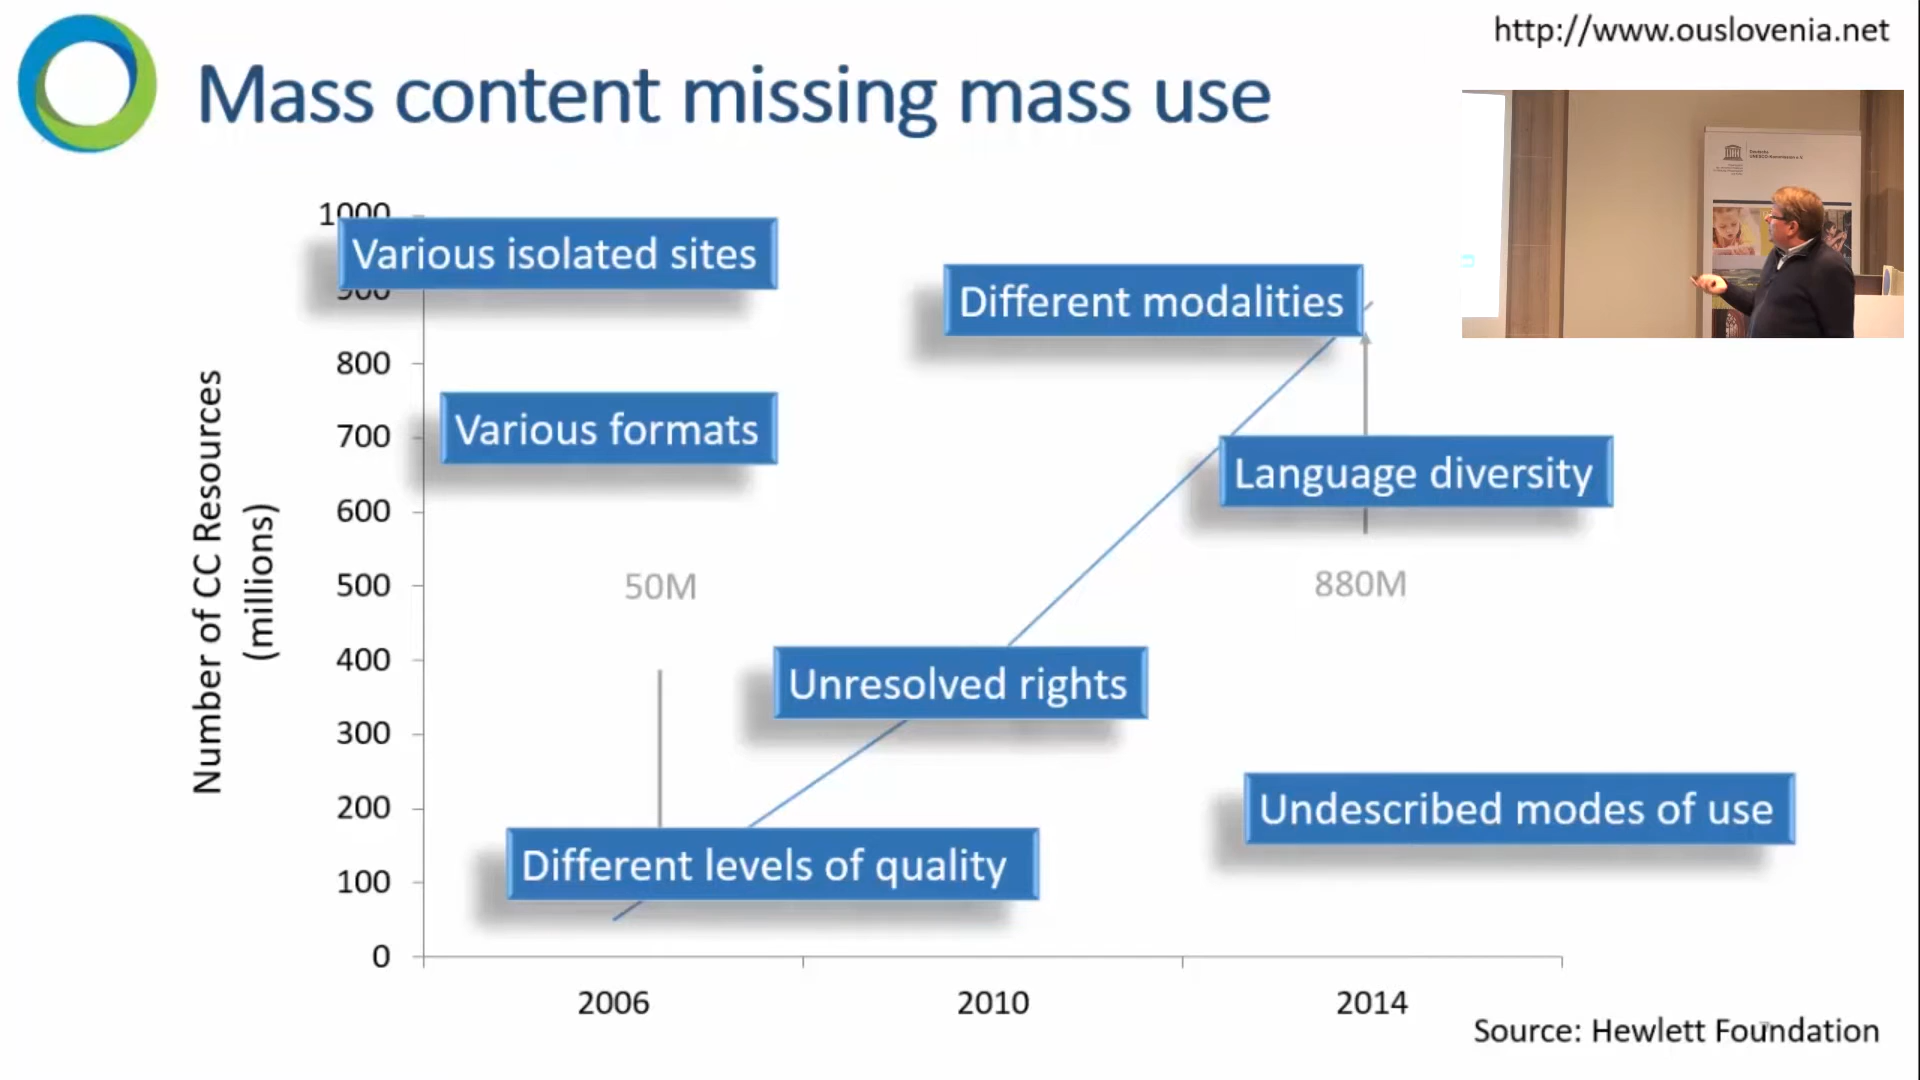 http://www.ouslovenia.net
Mass content missing mass use
Number of CC Resources
(millions)
1000
900
800
700
600
500
400
300
200
100
0
Various isolated sites
Different modalities
Various formats
Language diversity
50M
880M
Unresolved rights
Undescribed modes of use
Different levels of quality
2006
2010
2014
Source: Hewlett Foundation